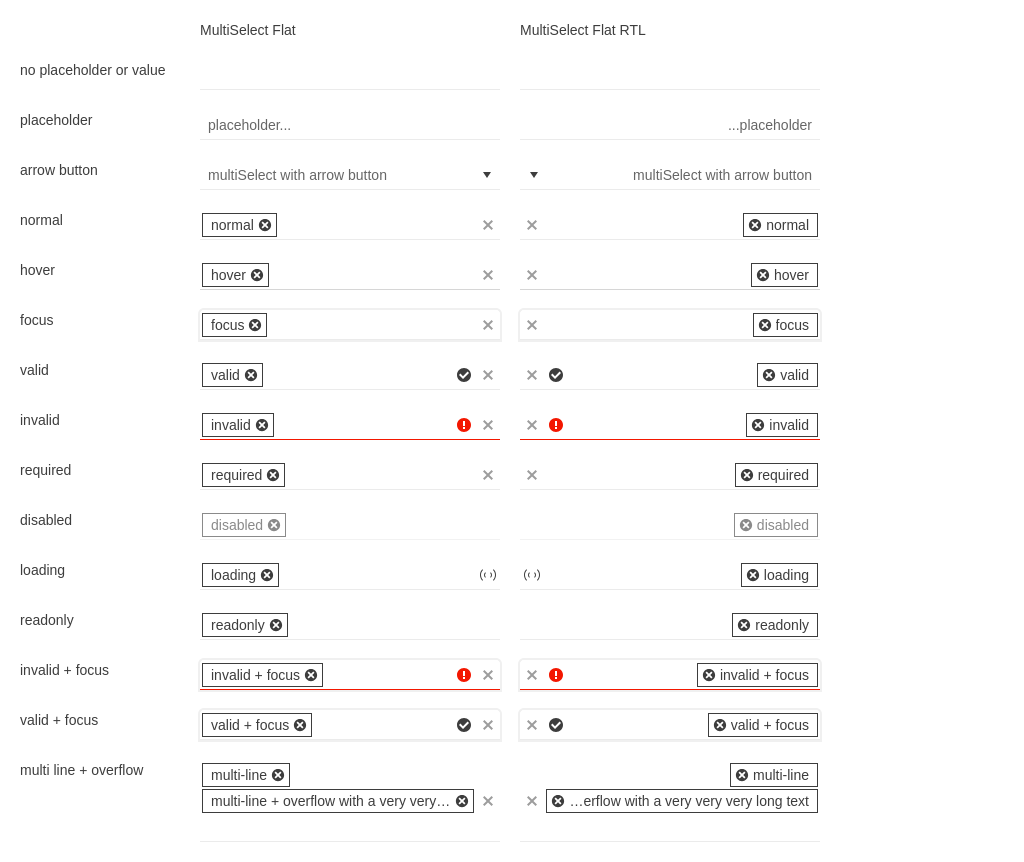 MultiSelect Flat MultiSelect Flat RTL
no placeholder or value
placeholder placeholder... ...placeholder
arrow button multiSelect with arrow button multiSelect with arrow button
normal normal normal
hover hover hover
focus focus focus
valid valid valid
invalid invalid invalid
required required required
disabled disabled disabled
loading loading loading
readonly readonly readonly
invalid + focus invalid + focus invalid + focus
valid + focus valid + focus valid + focus
multi line + overflow multi-line multi-line
multi-line + overflow with a very very… …erflow with a very very very long text